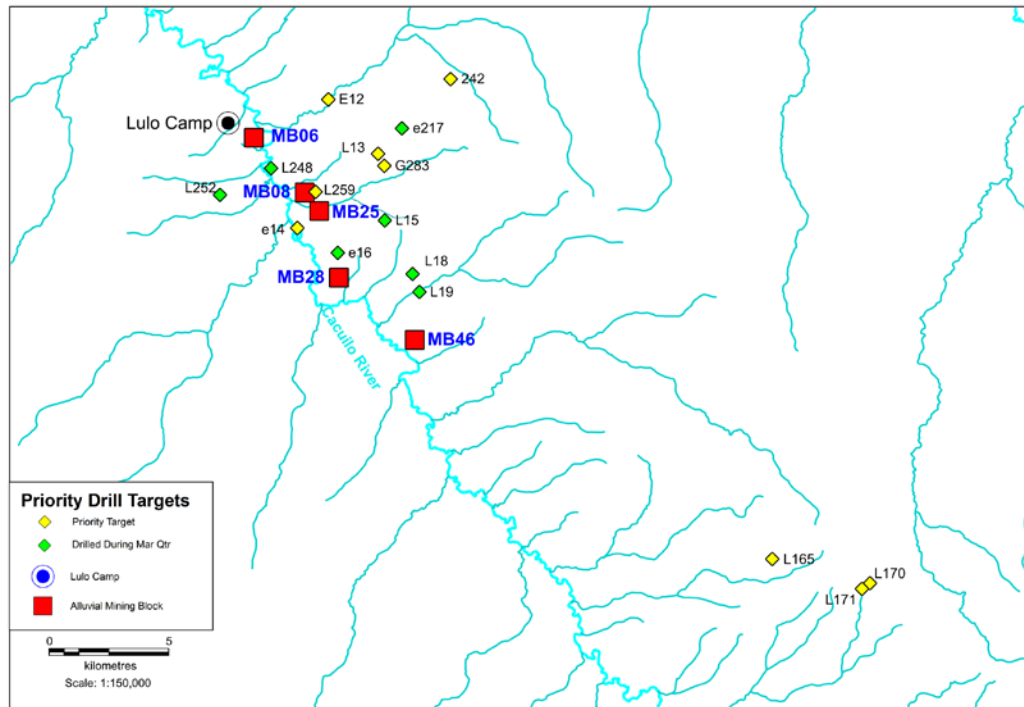 242
E12
Lulo Camp
e217
MB06
L13
G283
L248
L252
MB08
L259
MB25
L15
e14
e16
L18
MB28
L19
Cacuilo River
MB46
Priority Drill Targets
Priority Target
Drilled During Mar Qtr
Lulo Camp
Alluvial Mining Block
L165
L170
L171
0 5
kilometres
Scale: 1:150,000